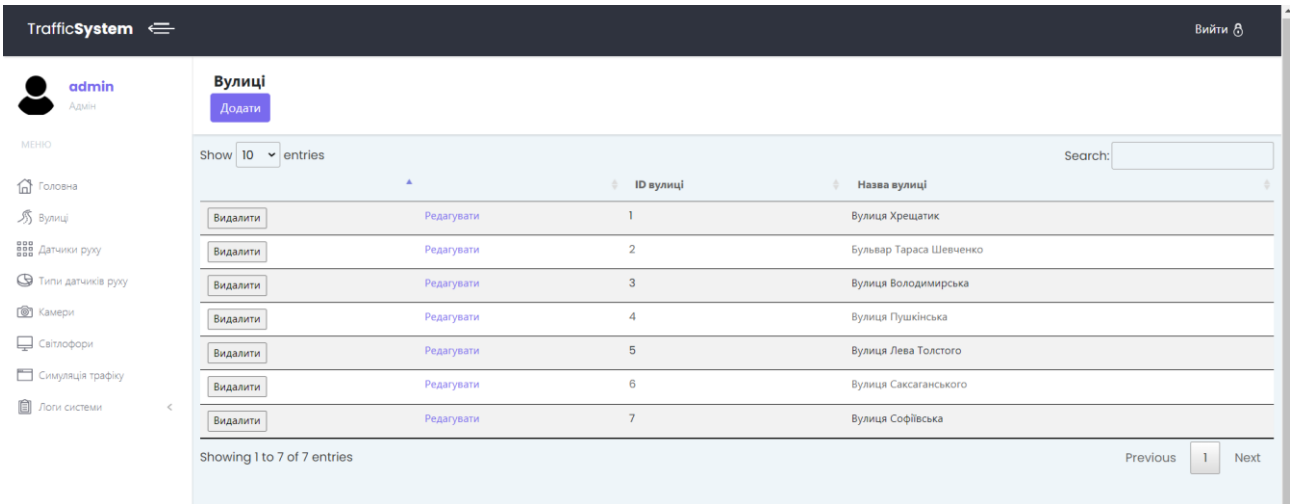 TrafficSystem
Вийти
admin
Адмін
МЕНЮ
Головна
Вулиці
Датчики руху
Типи датчиків руху
Камери
Світлофори
Симуляція трафіку
Логи системи <
Вулиці
Додати
Show 10 entries
Search:
ID вулиці Назва вулиці
Видалити Редагувати 1 Вулиця Хрещатик
Видалити Редагувати 2 Бульвар Тараса Шевченко
Видалити Редагувати 3 Вулиця Володимирська
Видалити Редагувати 4 Вулиця Пушкінська
Видалити Редагувати 5 Вулиця Лева Толстого
Видалити Редагувати 6 Вулиця Саксаганського
Видалити Редагувати 7 Вулиця Софіївська
Showing 1 to 7 of 7 entries
Previous 1 Next